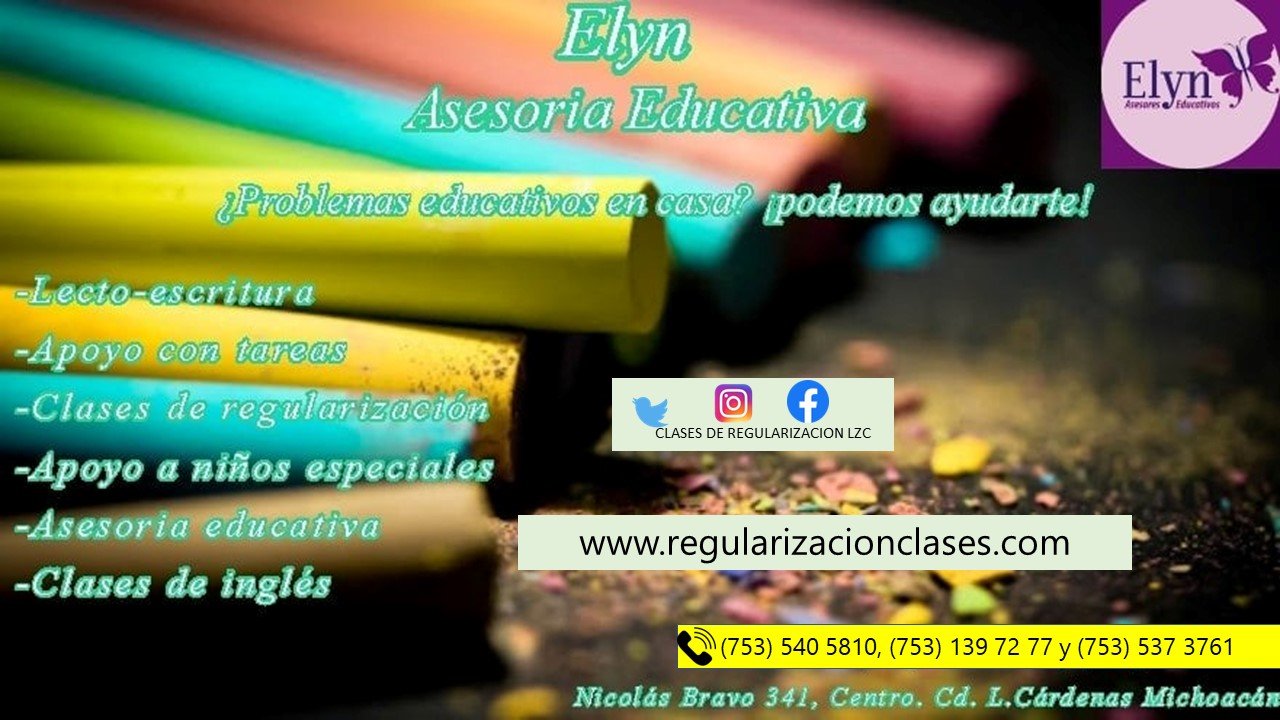 Elyn
Asesoria Educativa
Elyn
Asesores Educativos
¿Problemas educativos en casa? ¡podemos ayudarte!
-Lecto-escritura
-Apoyo con tareas
-Clases de regularización
-Apoyo a niños especiales
-Asesoria educativa
-Clases de inglés
CLASES DE REGULARIZACION LZC
www.regularizacionclases.com
(753) 540 5810, (753) 139 72 77 y (753) 537 3761
Nicolás Bravo 341, Centro. Cd. L.Cárdenas Michoacán